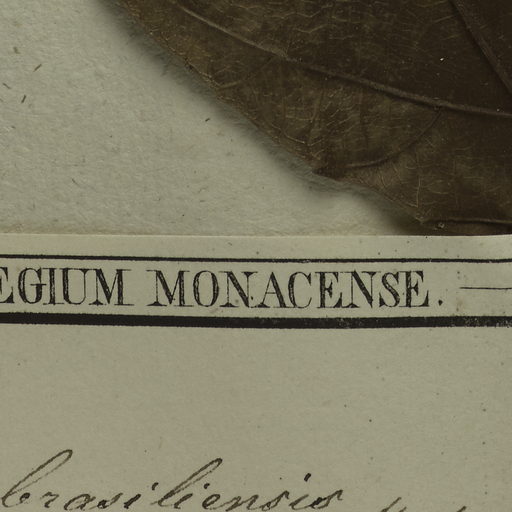 EGIUM MONACENSE. —
brasiliensis